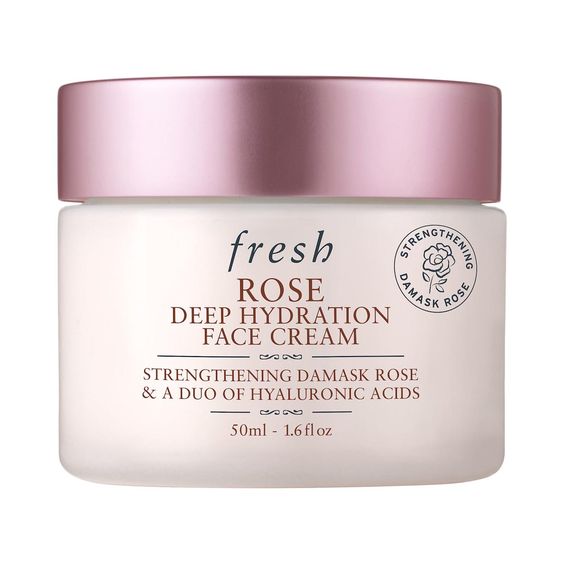 fresh
ROSE
DEEP HYDRATION
FACE CREAM
STRENGTHENING DAMASK ROSE
& A DUO OF HYALURONIC ACIDS
50ml - 1.6 fl oz
STRENGTHENING
DAMASK ROSE